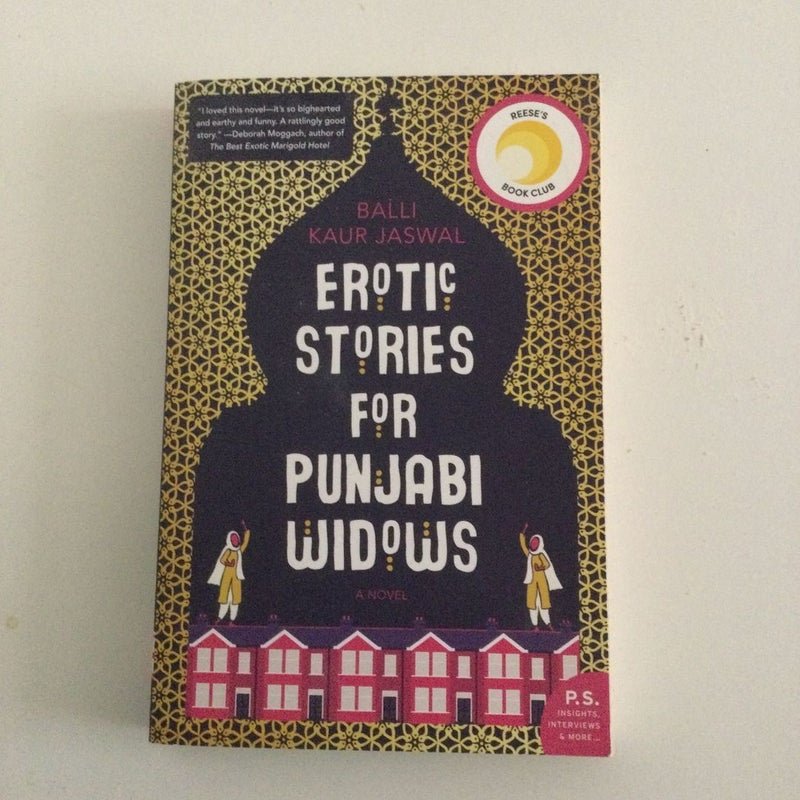 "I loved this novel—it's so bighearted
and earthy and funny. A rattlingly good
story." —Deborah Moggach, author of
The Best Exotic Marigold Hotel
REESE'S
BOOK CLUB
BALLI
KAUR JASWAL
EROTIC
STORIES
FOR
PUNJABI
WIDOWS
A NOVEL
P.S.
INSIGHTS,
INTERVIEWS
& MORE...